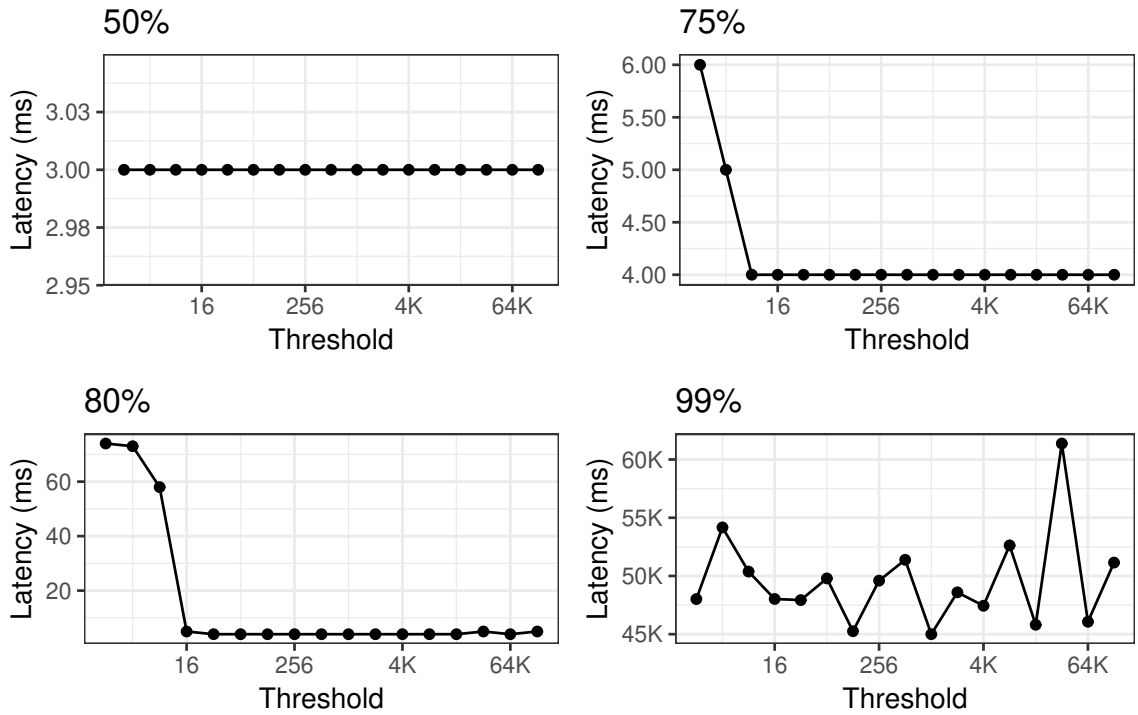 50%
Latency (ms)
3.03
3.00
2.98
2.95
16
256
4K
64K
Threshold
75%
Latency (ms)
6.00
5.50
5.00
4.50
4.00
16
256
4K
64K
Threshold
80%
Latency (ms)
60
40
20
16
256
4K
64K
Threshold
99%
Latency (ms)
60K
55K
50K
45K
16
256
4K
64K
Threshold